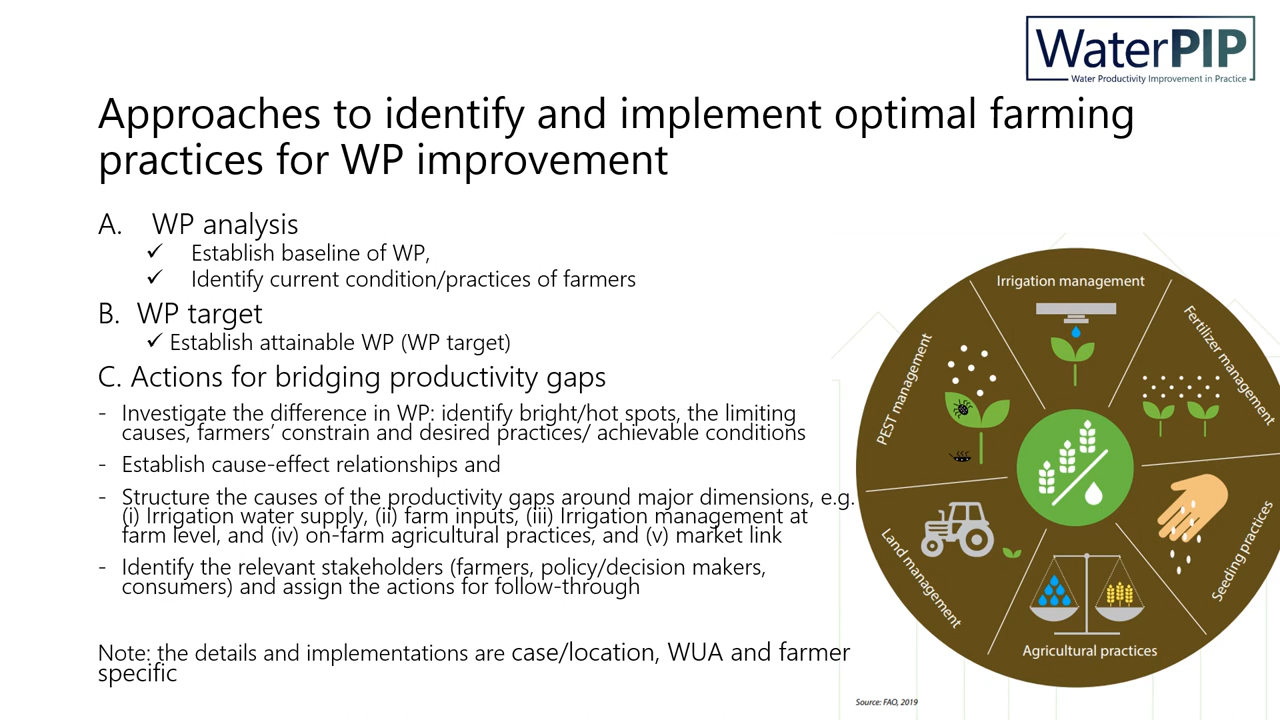 WaterPIP
Water Productivity Improvement in Practice
Approaches to identify and implement optimal farming
practices for WP improvement
A. WP analysis
✓ Establish baseline of WP,
✓ Identify current condition/practices of farmers
B. WP target
✓ Establish attainable WP (WP target)
C. Actions for bridging productivity gaps
- Investigate the difference in WP: identify bright/hot spots, the limiting
causes, farmers‘ constrain and desired practices/ achievable conditions
- Establish cause-effect relationships and
- Structure the causes of the productivity gaps around major dimensions, e.g.
(i) Irrigation water supply, (ii) farm inputs, (iii) Irrigation management at
farm level, and (iv) on-farm agricultural practices, and (v) market link
- Identify the relevant stakeholders (farmers, policy/decision makers,
consumers) and assign the actions for follow-through
Note: the details and implementations are case/location, WUA and farmer
specific
Irrigation management
Fertilizer management
Seeding practices
Agricultural practices
Land management
PEST management
Source: FAO, 2019